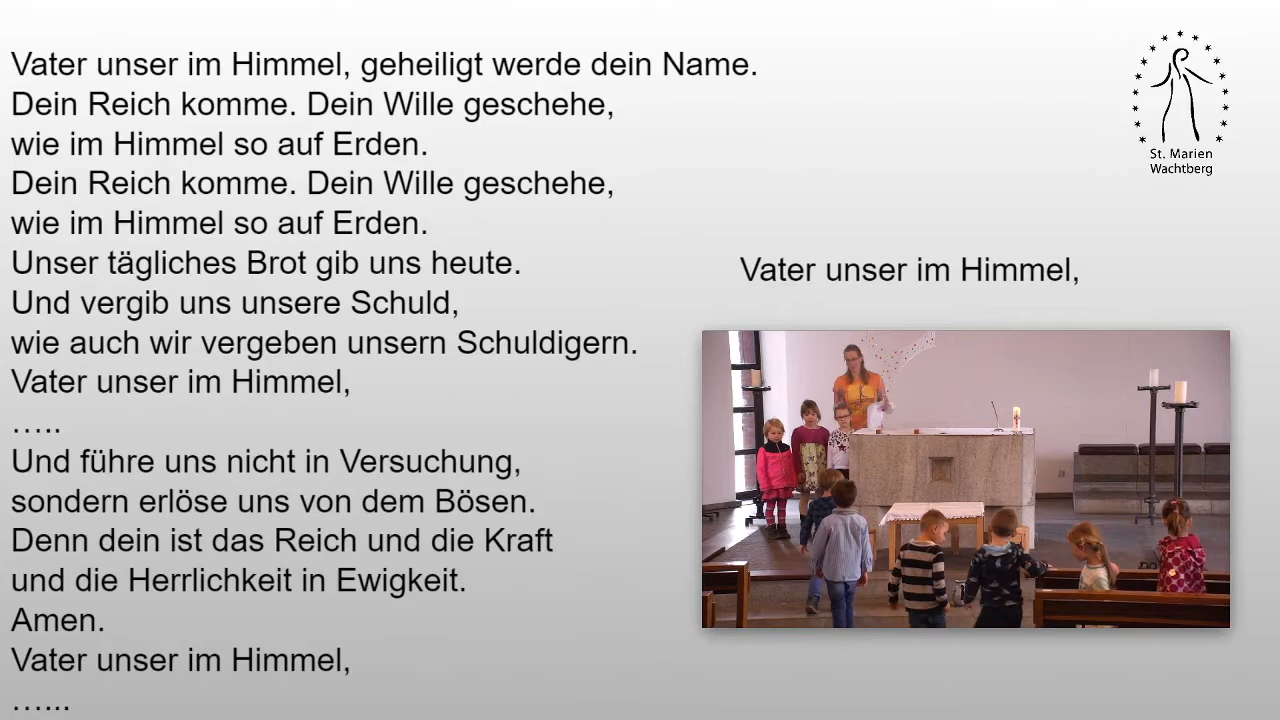 Vater unser im Himmel, geheiligt werde dein Name.
Dein Reich komme. Dein Wille geschehe,
wie im Himmel so auf Erden.
Dein Reich komme. Dein Wille geschehe,
wie im Himmel so auf Erden.
Unser tägliches Brot gib uns heute.
Und vergib uns unsere Schuld,
wie auch wir vergeben unsern Schuldigern.
Vater unser im Himmel,
…..
Und führe uns nicht in Versuchung,
sondern erlöse uns von dem Bösen.
Denn dein ist das Reich und die Kraft
und die Herrlichkeit in Ewigkeit.
Amen.
Vater unser im Himmel,
…...
St. Marien
Wachtberg
Vater unser im Himmel,